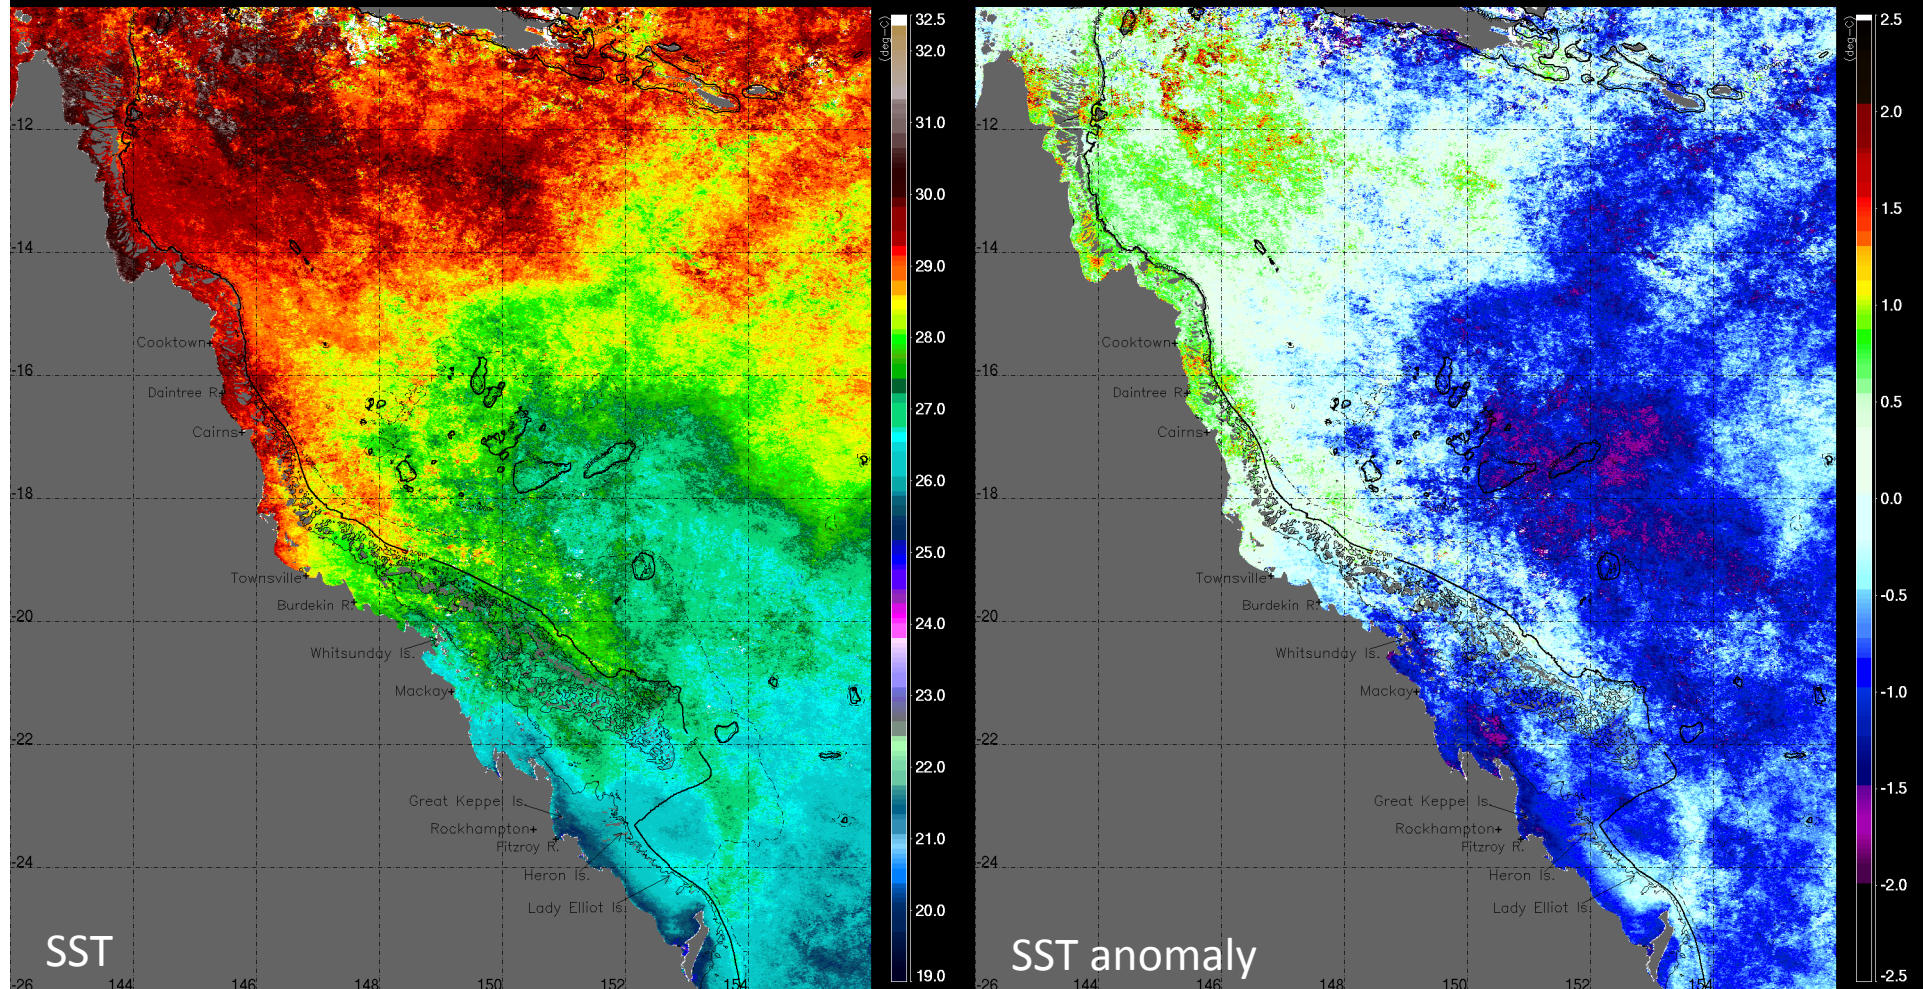 (deg-C)
32.5
32.0
31.0
30.0
29.0
28.0
27.0
26.0
25.0
24.0
23.0
22.0
21.0
20.0
19.0
-12
-14
-16
-18
-20
-22
-24
-26
144
146
148
150
152
154
Cooktown
Daintree R.
Cairns
Townsville
Burdekin R.
Whitsunday Is.
Mackay
Great Keppel Is.
Rockhampton
Fitzroy R.
Heron Is.
Lady Elliot Is.
200m
SST
(deg-C)
2.5
2.0
1.5
1.0
0.5
0.0
-0.5
-1.0
-1.5
-2.0
-2.5
-12
-14
-16
-18
-20
-22
-24
-26
144
146
148
150
152
154
Cooktown
Daintree R.
Cairns
Townsville
Burdekin R.
Whitsunday Is.
Mackay
Great Keppel Is.
Rockhampton
Fitzroy R.
Heron Is.
Lady Elliot Is.
200m
SST anomaly